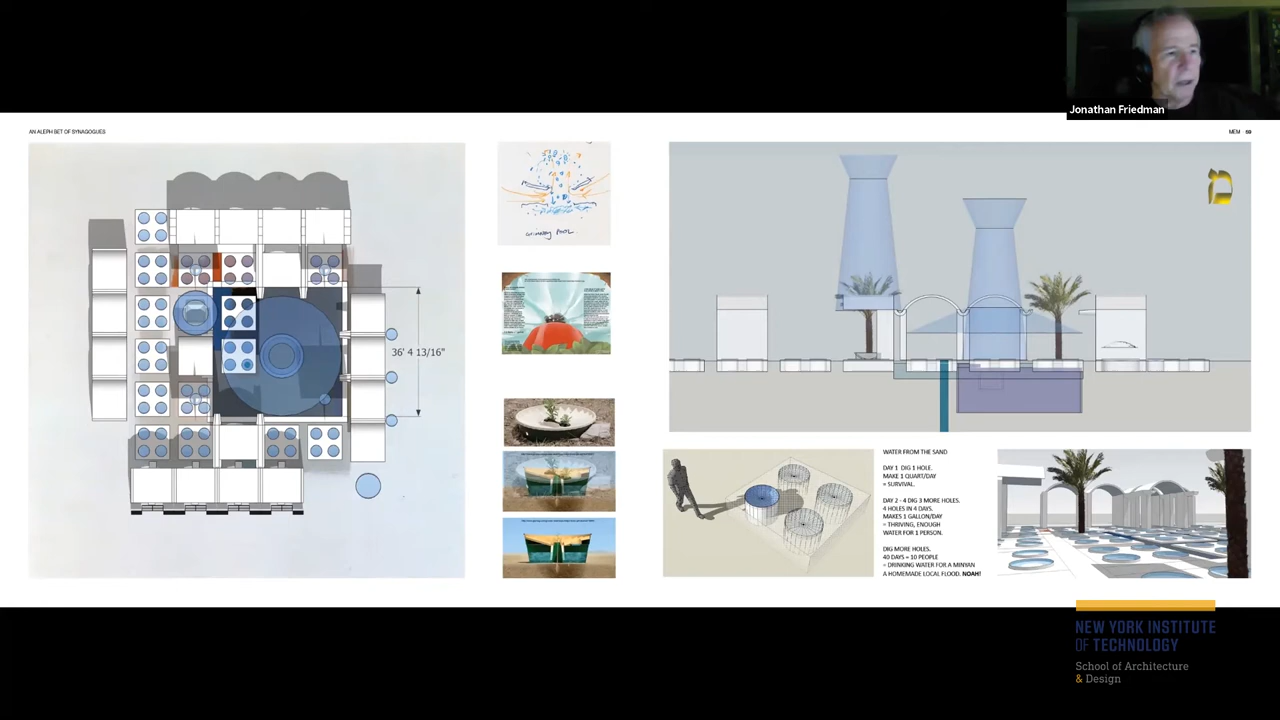 Jonathan Friedman
AN ALEPH BET OF SYNAGOGUES
MEM 69
מ
36' 4 13/16"
WATER FROM THE SAND
DAY 1 DIG 1 HOLE.
MAKE 1 QUART/DAY
= SURVIVAL.
DAY 2 - 4 DIG 3 MORE HOLES.
4 HOLES IN 4 DAYS.
MAKES 1 GALLON/DAY
= THRIVING, ENOUGH
WATER FOR 1 PERSON.
DIG MORE HOLES.
40 DAYS = 10 PEOPLE
= DRINKING WATER FOR A MINYAN
A HOMEMADE LOCAL FLOOD. NOAH!
NEW YORK INSTITUTE
OF TECHNOLOGY
School of Architecture
& Design